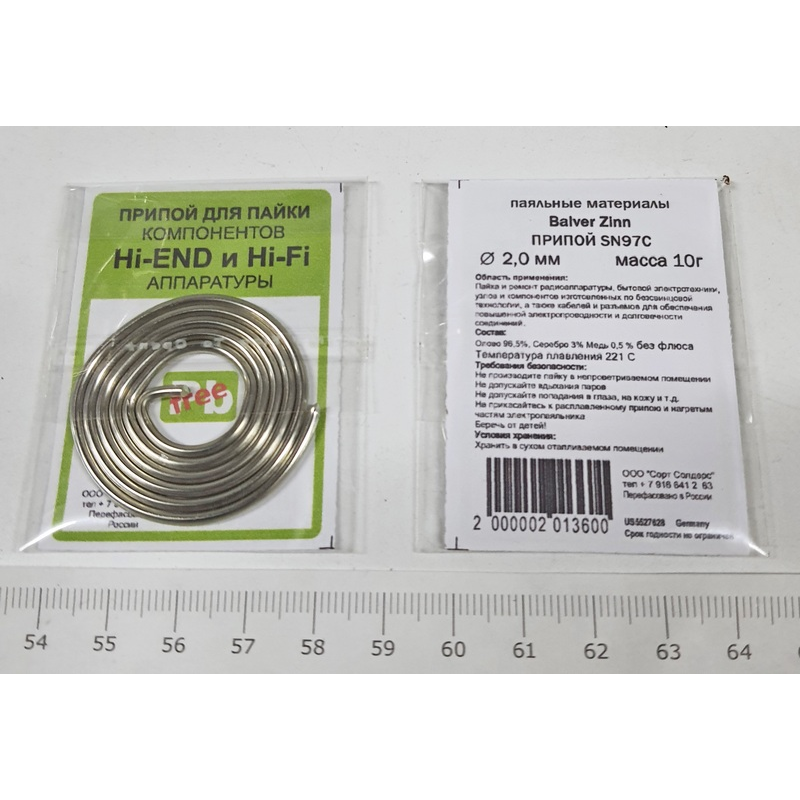 ПРИПОЙ ДЛЯ ПАЙКИ
КОМПОНЕНТОВ
Hi-END и Hi-Fi
АППАРАТУРЫ
To Open
Pb
free
ООО
тел + 7
Перефасов
России
паяльные материалы
Balver Zinn
ПРИПОЙ SN97C
Ø 2,0 мм масса 10г
Область применения:
Пайка и ремонт радиоаппаратуры, бытовой электротехники,
узлов и компонентов изготовленных по безсвинцовой
технологии, а также кабелей и разъемов для обеспечения
повышенной электропроводности и долговечности
соединений.
Состав:
Олово 96,5%, Серебро 3% Медь 0,5 % без флюса
Температура плавления 221 С
Требования безопасности:
Не производите пайку в непроветриваемом помещении
Не допускайте вдыхания паров
Не допускайте попадания в глаза, на кожу и т.д.
Не прикасайтесь к расплавленному припою и нагретым
частям электропаяльника
Беречь от детей!
Условия хранения:
Хранить в сухом отапливаемом помещении
ООО "Сорт Солдерс"
тел + 7 916 641 2 63
Перефасовано в России
2 000002 013600
US5527628 Germany
Срок годности не ограничен
54 55 56 57 58 59 60 61 62 63 64